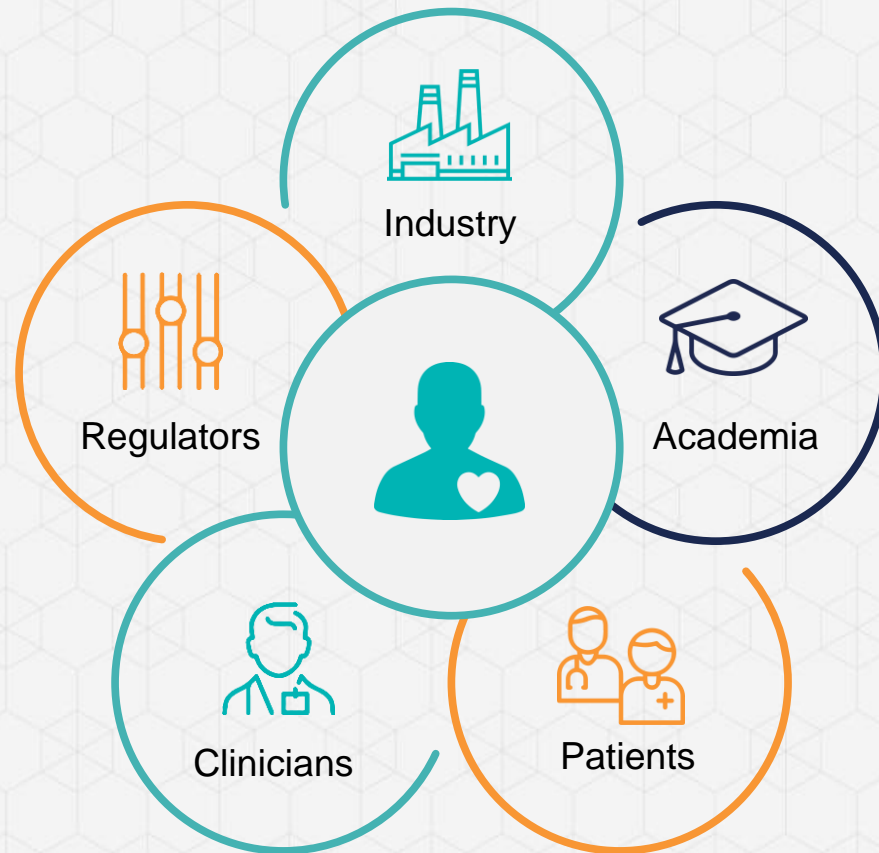 Industry
Regulators
Academia
Clinicians
Patients